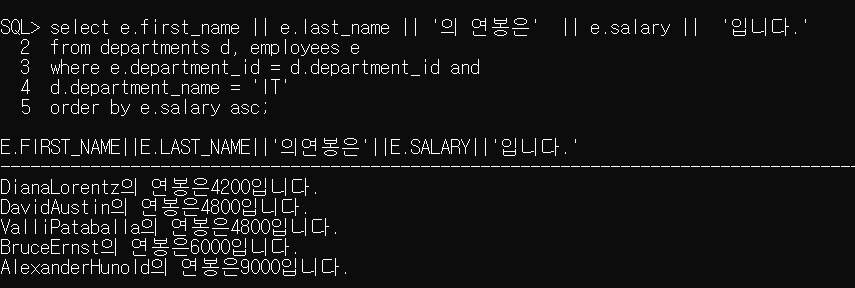 SQL> select e.first_name || e.last_name || '의 연봉은'  || e.salary ||  '입니다.'
  2  from departments d, employees e
  3  where e.department_id = d.department_id and
  4  d.department_name = 'IT'
  5  order by e.salary asc;
E.FIRST_NAME||E.LAST_NAME||'의연봉은'||E.SALARY||'입니다.'
--------------------------------------------------------------------------------
DianaLorentz의 연봉은4200입니다.
DavidAustin의 연봉은4800입니다.
ValliPataballa의 연봉은4800입니다.
BruceErnst의 연봉은6000입니다.
AlexanderHunold의 연봉은9000입니다.